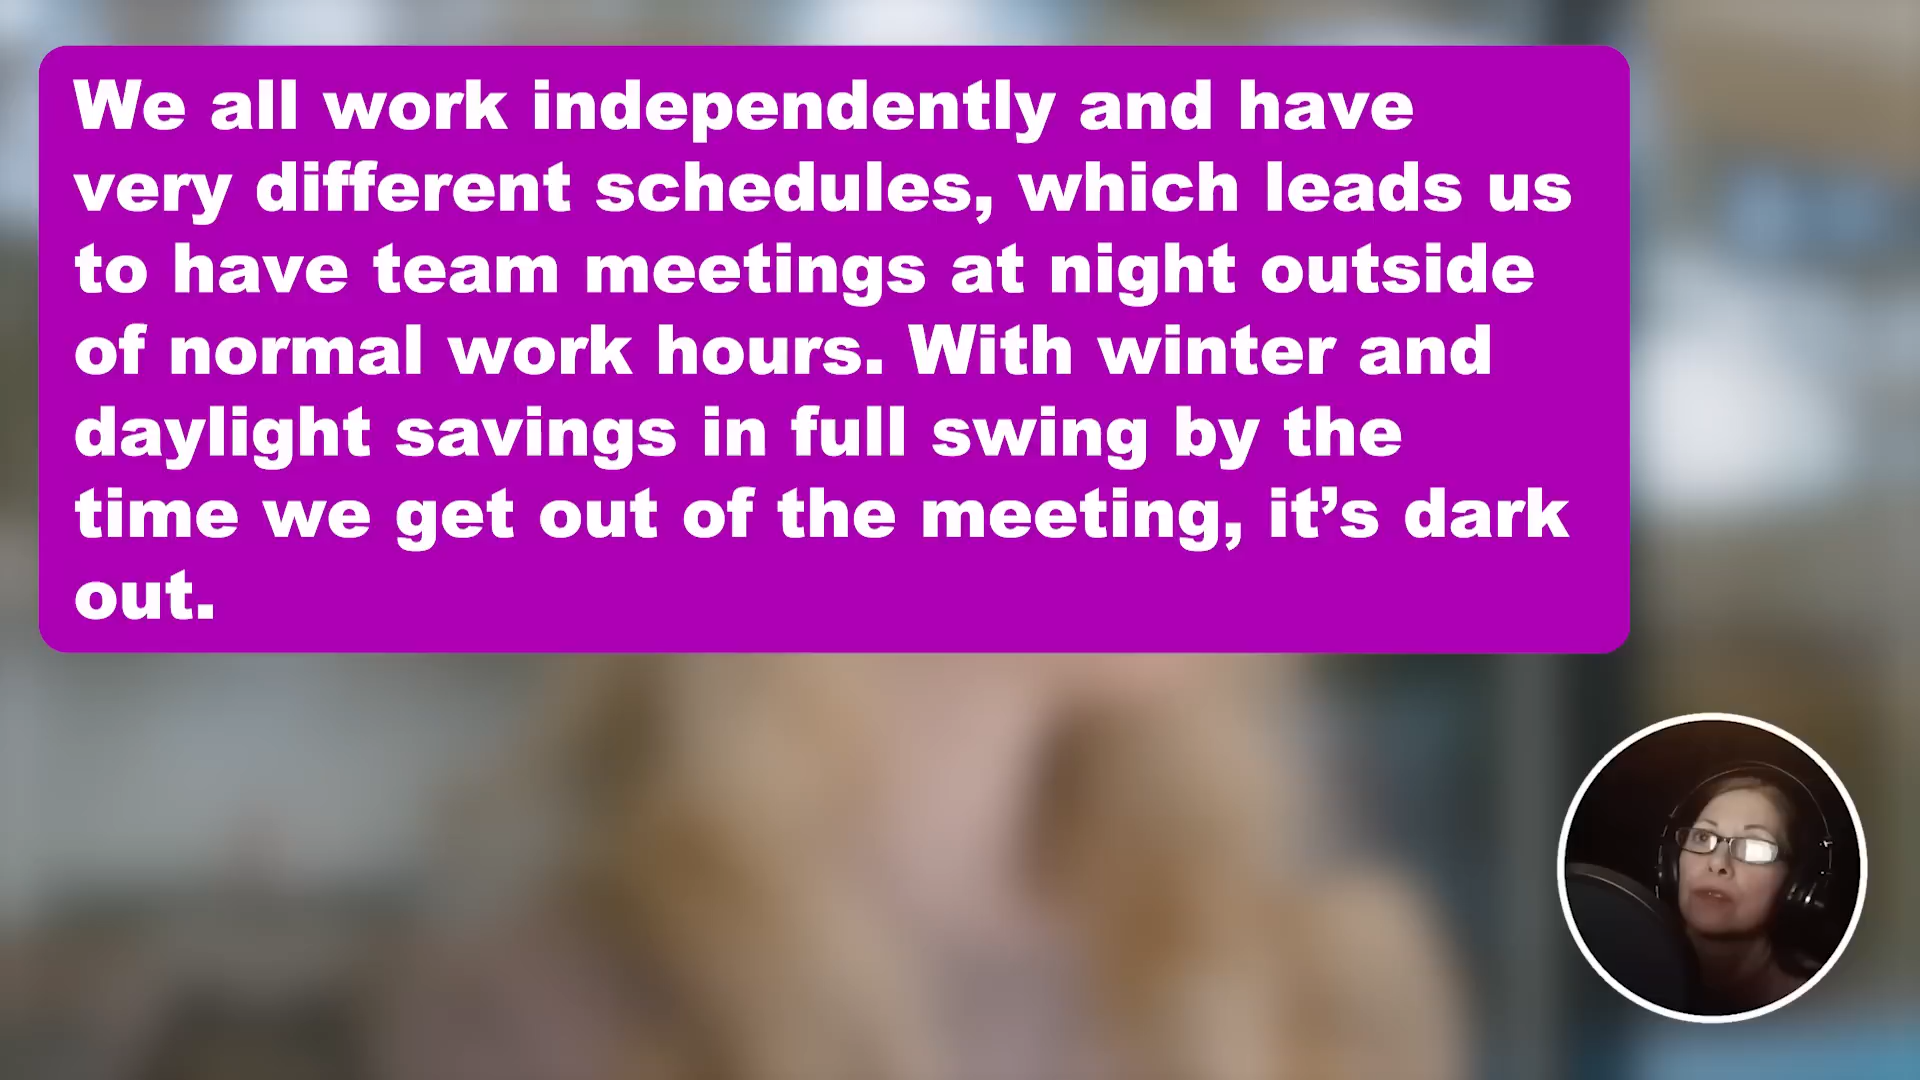 We all work independently and have
very different schedules, which leads us
to have team meetings at night outside
of normal work hours. With winter and
daylight savings in full swing by the
time we get out of the meeting, it’s dark
out.